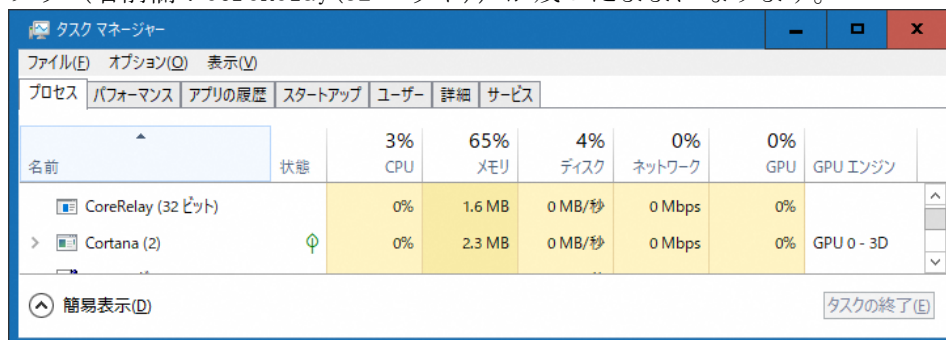 タスク マネージャー
ファイル(F) オプション(O) 表示(V)
プロセス パフォーマンス アプリの履歴 スタートアップ ユーザー 詳細 サービス
3% 65% 4% 0% 0%
名前 状態 CPU メモリ ディスク ネットワーク GPU GPU エンジン
CoreRelay (32 ビット) 0% 1.6 MB 0 MB/秒 0 Mbps 0%
Cortana (2) 0% 2.3 MB 0 MB/秒 0 Mbps 0% GPU 0 - 3D
簡易表示(D) タスクの終了(E)